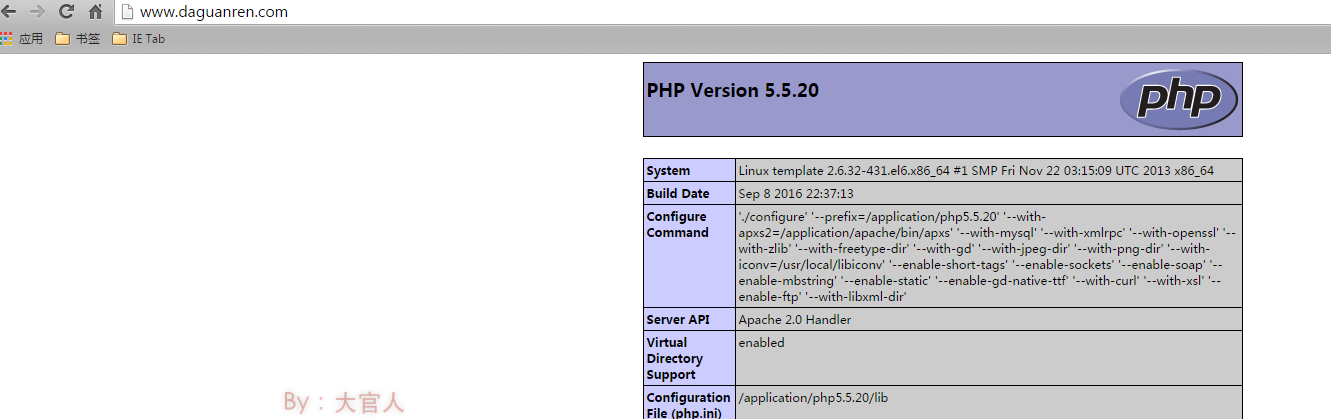 www.daguanren.com
应用 书签 IE Tab
PHP Version 5.5.20
php
System
Linux template 2.6.32-431.el6.x86_64 #1 SMP Fri Nov 22 03:15:09 UTC 2013 x86_64
Build Date
Sep 8 2016 22:37:13
Configure
Command
'./configure' '--prefix=/application/php5.5.20' '--with-
apxs2=/application/apache/bin/apxs' '--with-mysql' '--with-xmlrpc' '--with-openssl' '--
with-zlib' '--with-freetype-dir' '--with-gd' '--with-jpeg-dir' '--with-png-dir' '--with-
iconv=/usr/local/libiconv' '--enable-short-tags' '--enable-sockets' '--enable-soap' '--
enable-mbstring' '--enable-static' '--enable-gd-native-ttf' '--with-curl' '--with-xsl' '--
enable-ftp' '--with-libxml-dir'
Server API
Apache 2.0 Handler
Virtual
Directory
Support
enabled
Configuration
File (php.ini)
/application/php5.5.20/lib
By：大官人